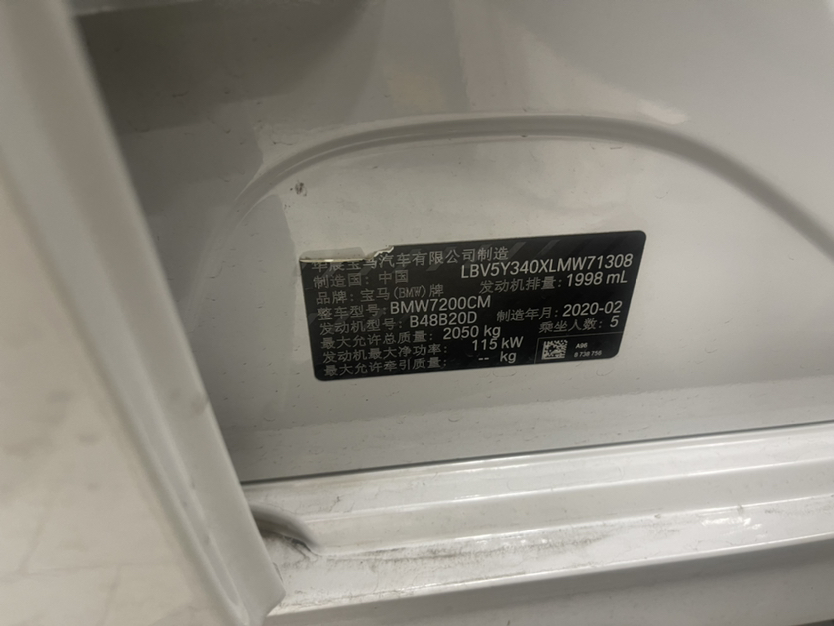 华晨宝马汽车有限公司制造
制造国: 中国 LBV5Y340XLMW71308
品牌: 宝马(BMW)牌 发动机排量: 1998 mL
整车型号: BMW7200CM
发动机型号: B48B20D 制造年月: 2020-02
最大允许总质量: 2050 kg 乘坐人数: 5
发动机最大净功率: 115 kW
最大允许牵引质量: -- kg
A96
8 738 756